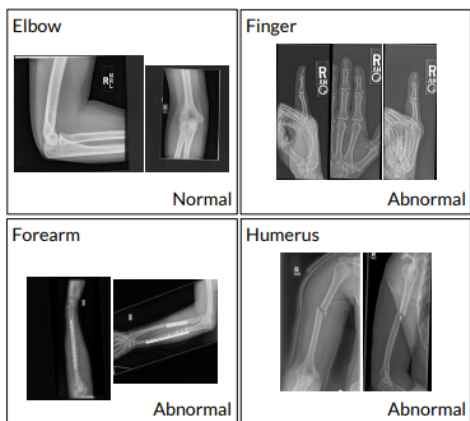 Elbow
R
Normal
Finger
R
R
R
Abnormal
Forearm
Abnormal
Humerus
R
R
Abnormal